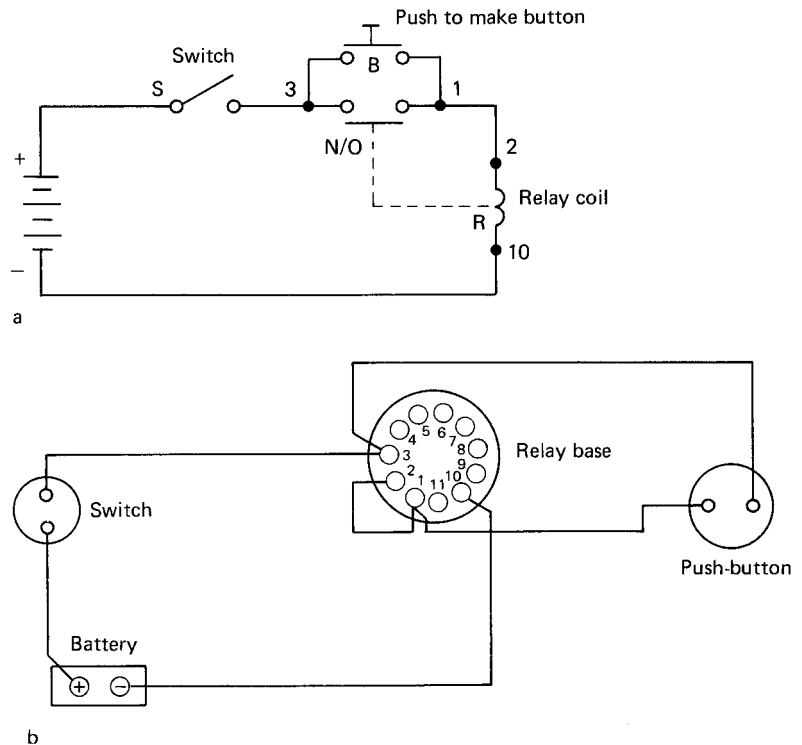 Push to make button
Switch
S
3
B
1
N/O
2
+
Relay coil
R
−
10
a
5
6
4
7
3
8
Relay base
2
9
1
11
10
Switch
Push-button
Battery
+
−
b